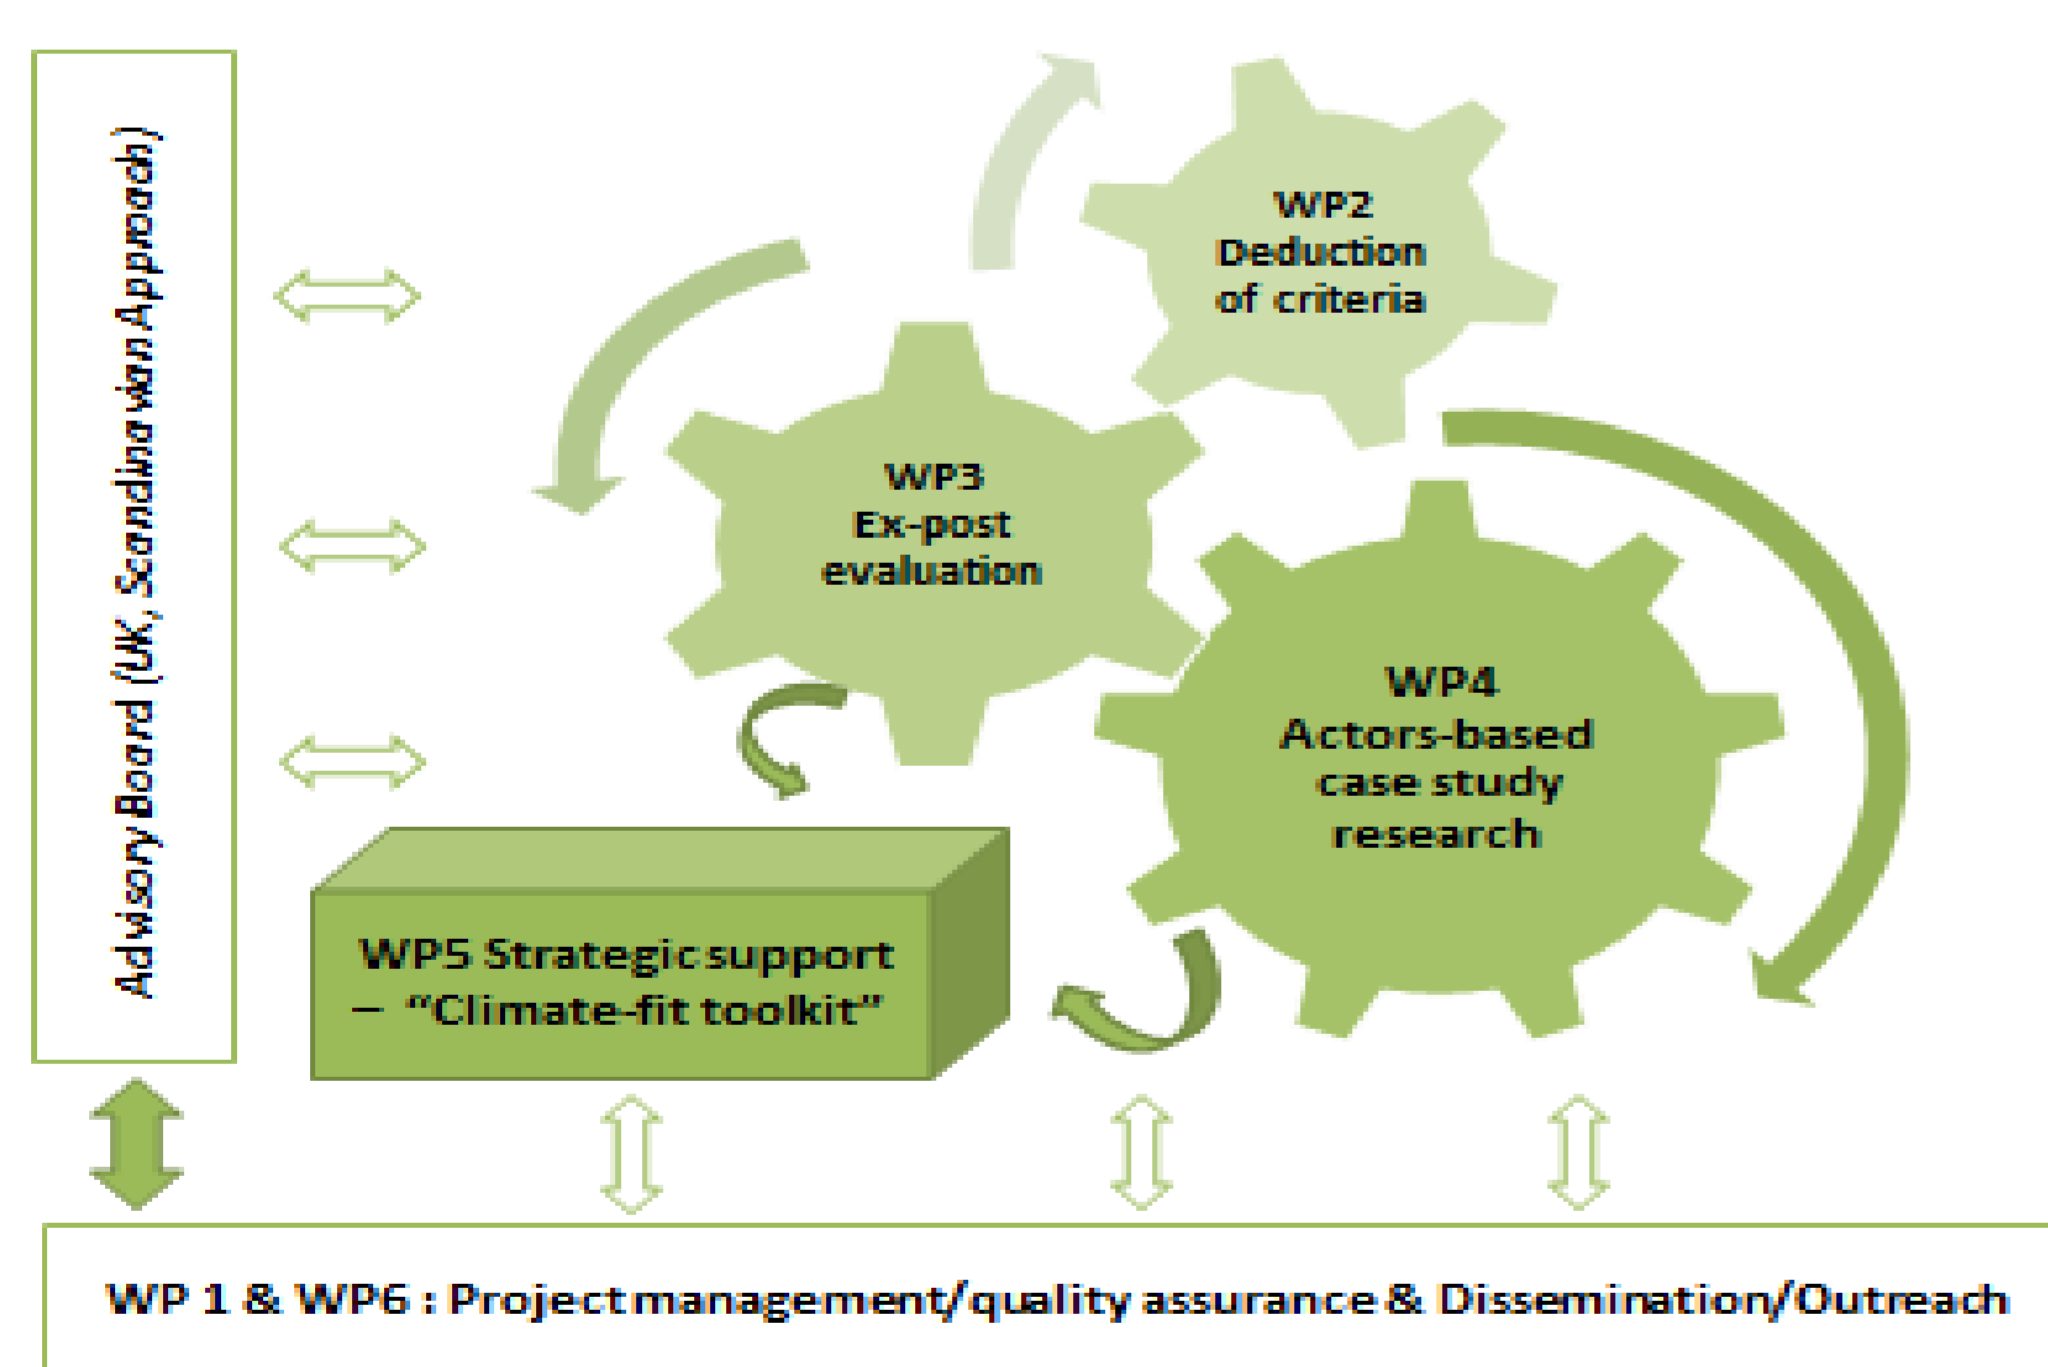 Advisory Board (UK, Scandinavian Approach)
WP2
Deduction
of criteria
WP3
Ex-post
evaluation
WP4
Actors-based
case study
research
WP5 Strategic support
– “Climate-fit toolkit”
WP 1 & WP6 : Project management/quality assurance & Dissemination/Outreach